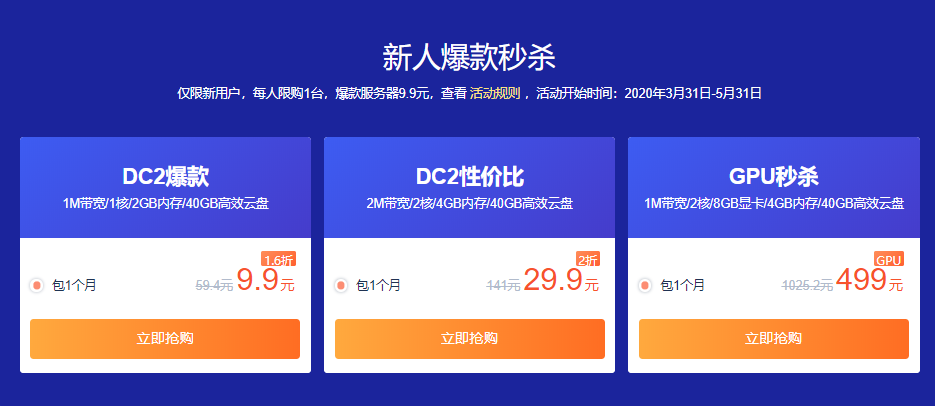 新人爆款秒杀
仅限新用户，每人限购1台，爆款服务器9.9元，查看 活动规则 ，活动开始时间：2020年3月31日-5月31日
DC2爆款
1M带宽/1核/2GB内存/40GB高效云盘
1.6折
包1个月 59.4元 9.9元
立即抢购
DC2性价比
2M带宽/2核/4GB内存/40GB高效云盘
2折
包1个月 141元 29.9元
立即抢购
GPU秒杀
1M带宽/2核/8GB显卡/4GB内存/40GB高效云盘
GPU
包1个月 1025.2元 499元
立即抢购